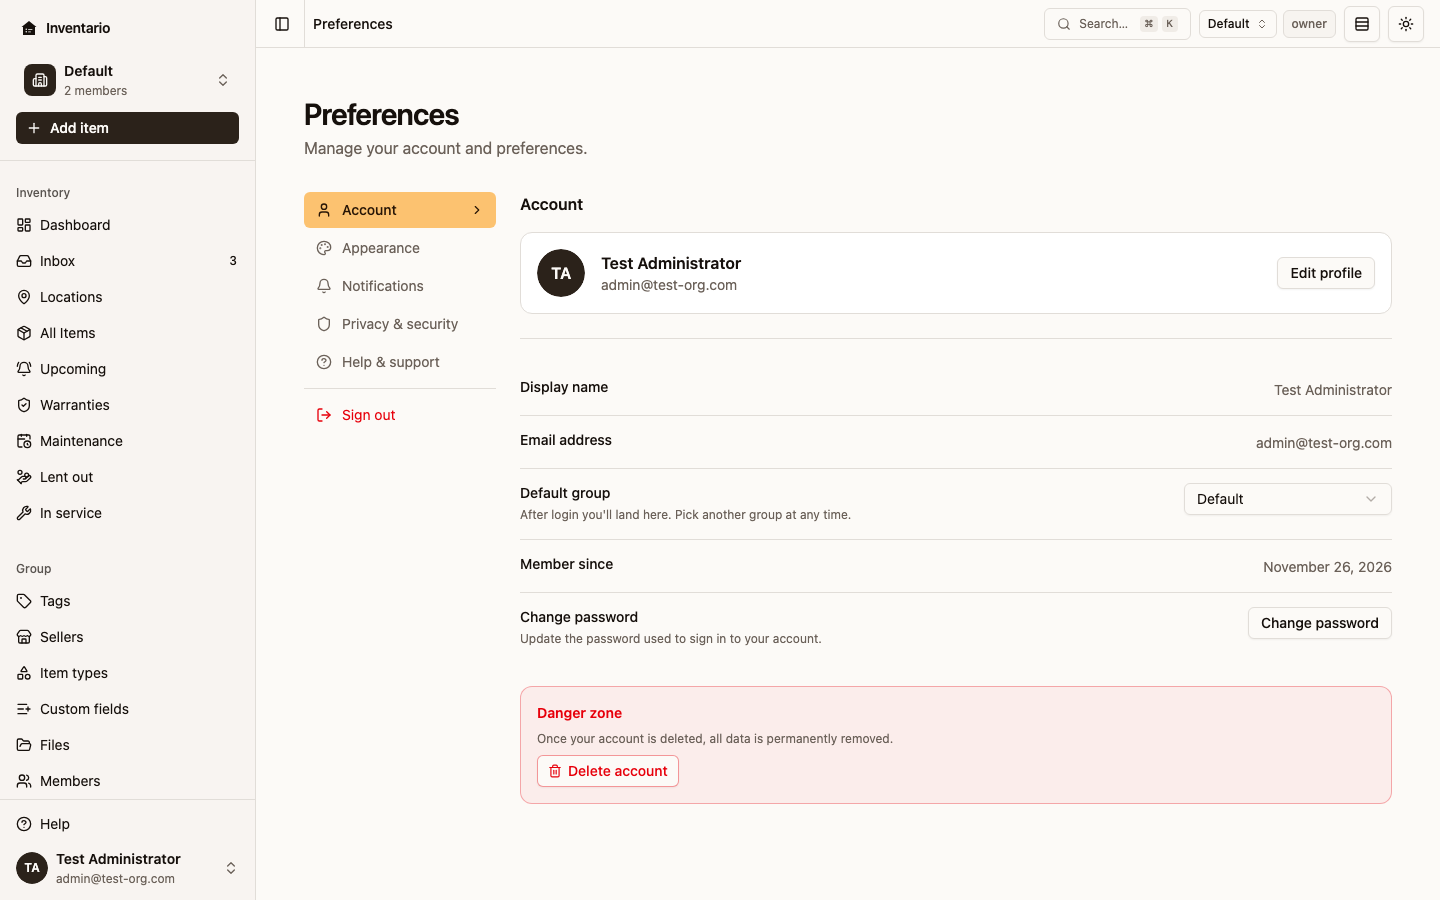 Inventario
Default
2 members
Add item
Inventory
Dashboard
Inbox 3
Locations
All Items
Upcoming
Warranties
Maintenance
Lent out
In service
Group
Tags
Sellers
Item types
Custom fields
Files
Members
Help
TA
Test Administrator
admin@test-org.com
Preferences
Search... ⌘ K
Default
owner
Preferences
Manage your account and preferences.
Account
Appearance
Notifications
Privacy & security
Help & support
Sign out
Account
TA
Test Administrator
admin@test-org.com
Edit profile
Display name
Test Administrator
Email address
admin@test-org.com
Default group
After login you'll land here. Pick another group at any time.
Default
Member since
November 26, 2026
Change password
Update the password used to sign in to your account.
Change password
Danger zone
Once your account is deleted, all data is permanently removed.
Delete account